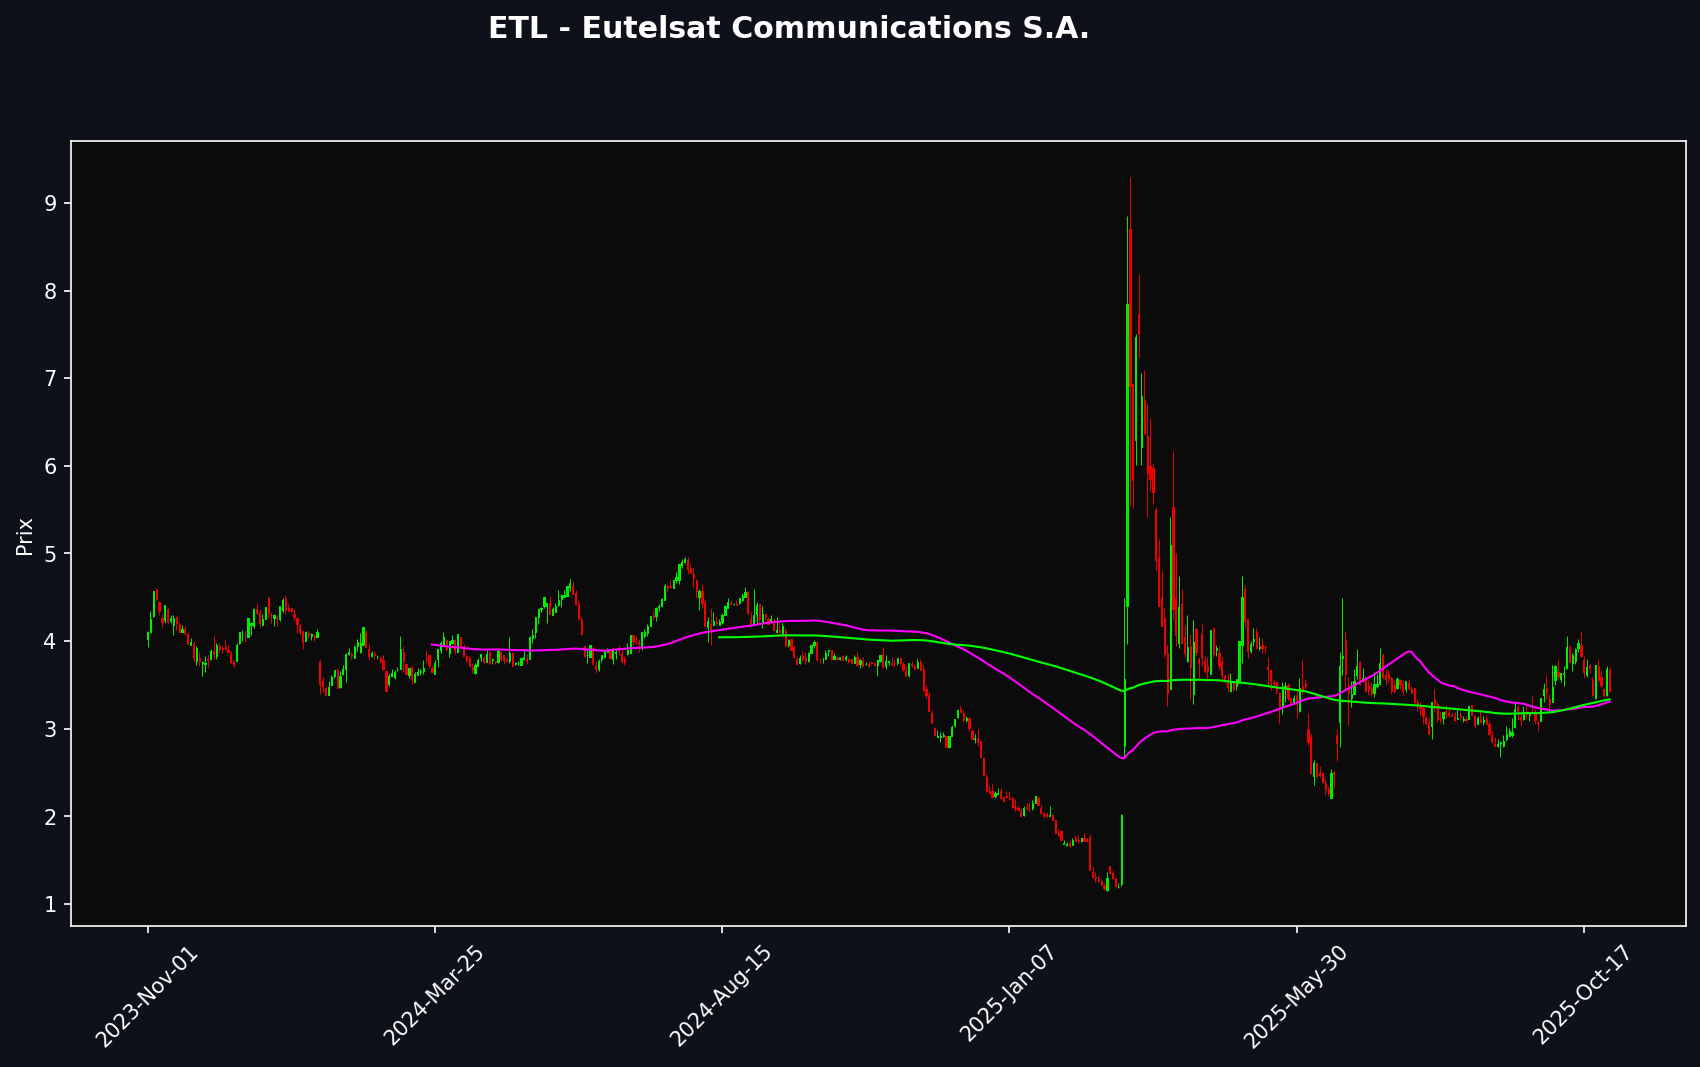 ETL - Eutelsat Communications S.A.
Prix
9
8
7
6
5
4
3
2
1
2023-Nov-01
2024-Mar-25
2024-Aug-15
2025-Jan-07
2025-May-30
2025-Oct-17